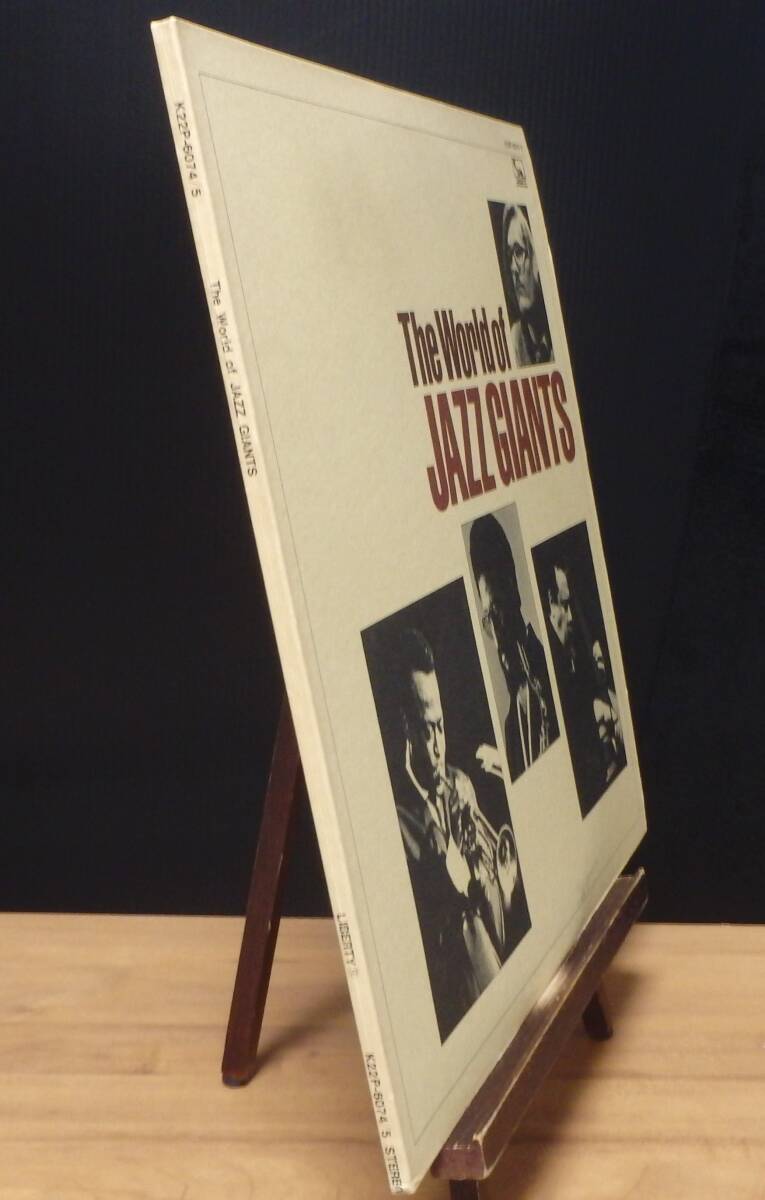 K22P-6074/5
The World of JAZZ GIANTS
LIBERTY
K22P-6074/5 STEREO
The World of
JAZZ GIANTS